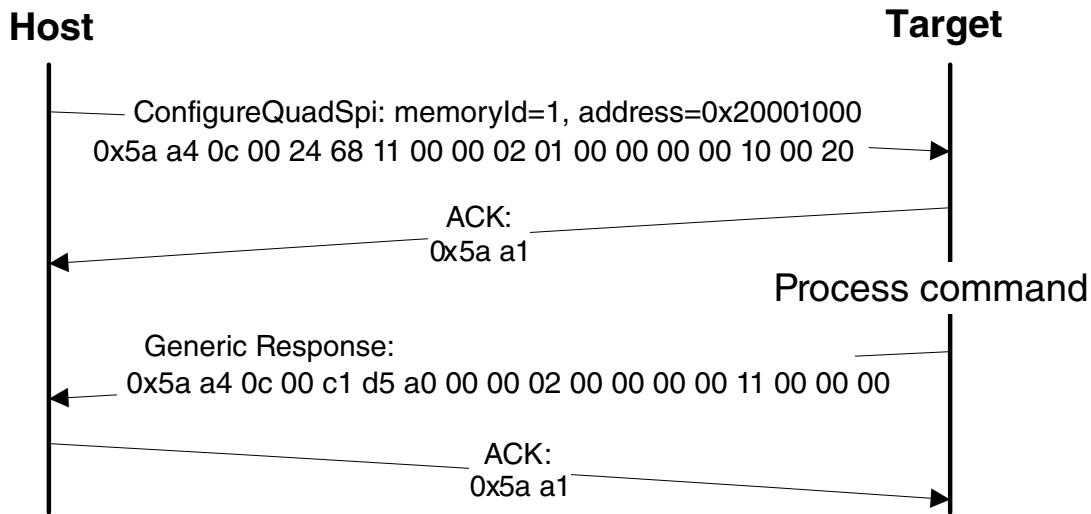 Host
Target
ConfigureQuadSpi: memoryId=1, address=0x20001000
0x5a a4 0c 00 24 68 11 00 00 02 01 00 00 00 00 10 00 20
ACK:
0x5a a1
Process command
Generic Response:
0x5a a4 0c 00 c1 d5 a0 00 00 02 00 00 00 00 11 00 00 00
ACK:
0x5a a1